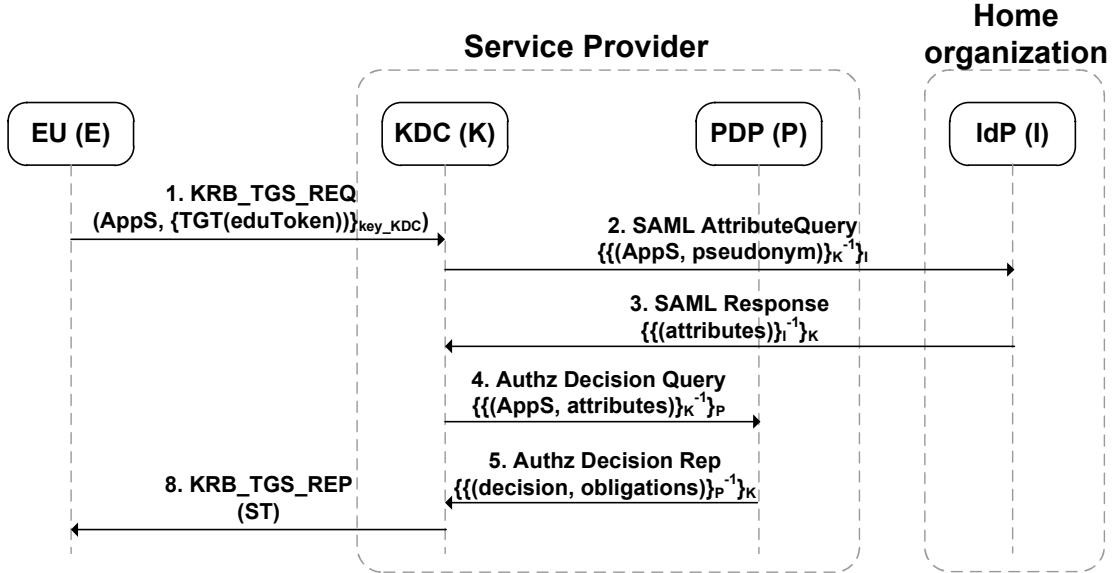 Home
organization
Service Provider
EU (E)
KDC (K)
PDP (P)
IdP (I)
1. KRB_TGS_REQ
(AppS, {TGT(eduToken))}key_KDC)
2. SAML AttributeQuery
{{(AppS, pseudonym)}K-1}I
3. SAML Response
{{(attributes)}I-1}K
4. Authz Decision Query
{{(AppS, attributes)}K-1}P
5. Authz Decision Rep
{{(decision, obligations)}P-1}K
8. KRB_TGS_REP
(ST)